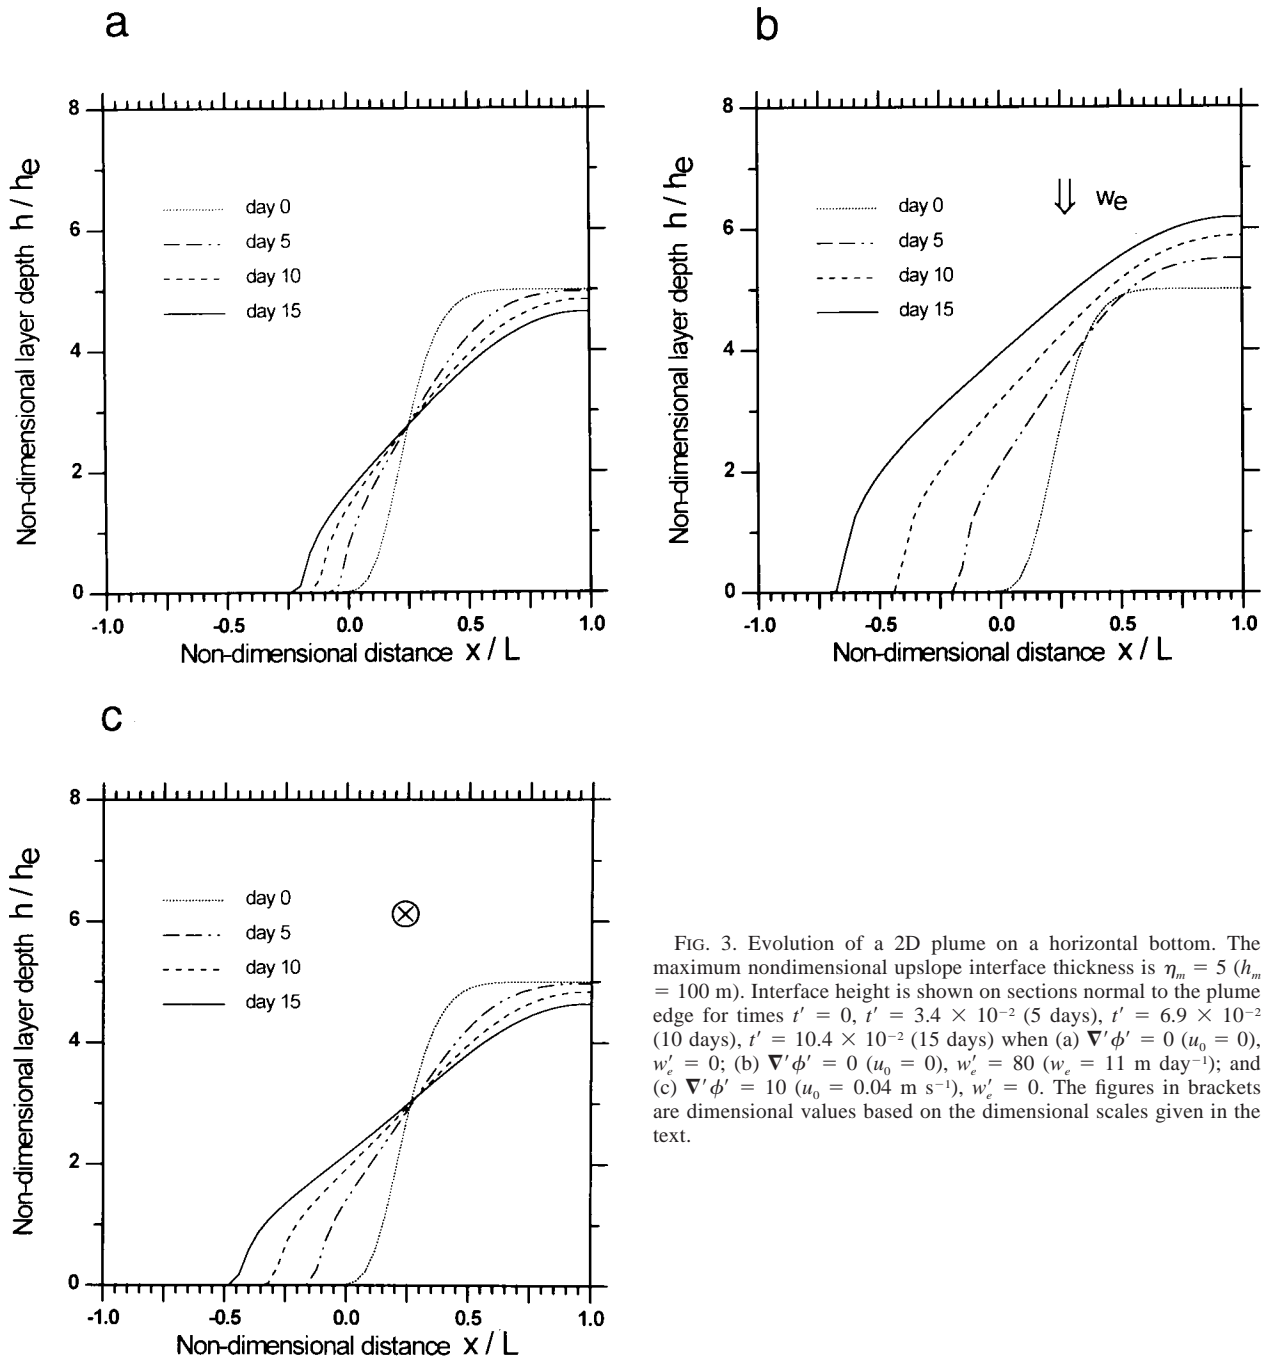 a
8
6
4
2
0
Non-dimensional layer depth h / he
day 0
day 5
day 10
day 15
-1.0 -0.5 0.0 0.5 1.0
Non-dimensional distance x / L
b
8
6
4
2
0
Non-dimensional layer depth h / he
we
day 0
day 5
day 10
day 15
-1.0 -0.5 0.0 0.5 1.0
Non-dimensional distance x / L
c
8
6
4
2
0
Non-dimensional layer depth h / he
day 0
day 5
day 10
day 15
-1.0 -0.5 0.0 0.5 1.0
Non-dimensional distance x / L
FIG. 3. Evolution of a 2D plume on a horizontal bottom. The
maximum nondimensional upslope interface thickness is ηm = 5 (hm
= 100 m). Interface height is shown on sections normal to the plume
edge for times t′ = 0, t′ = 3.4 × 10⁻² (5 days), t′ = 6.9 × 10⁻²
(10 days), t′ = 10.4 × 10⁻² (15 days) when (a) ∇′ϕ′ = 0 (u₀ = 0),
w′e = 0; (b) ∇′ϕ′ = 0 (u₀ = 0), w′e = 80 (we = 11 m day⁻¹); and
(c) ∇′ϕ′ = 10 (u₀ = 0.04 m s⁻¹), w′e = 0. The figures in brackets
are dimensional values based on the dimensional scales given in the
text.